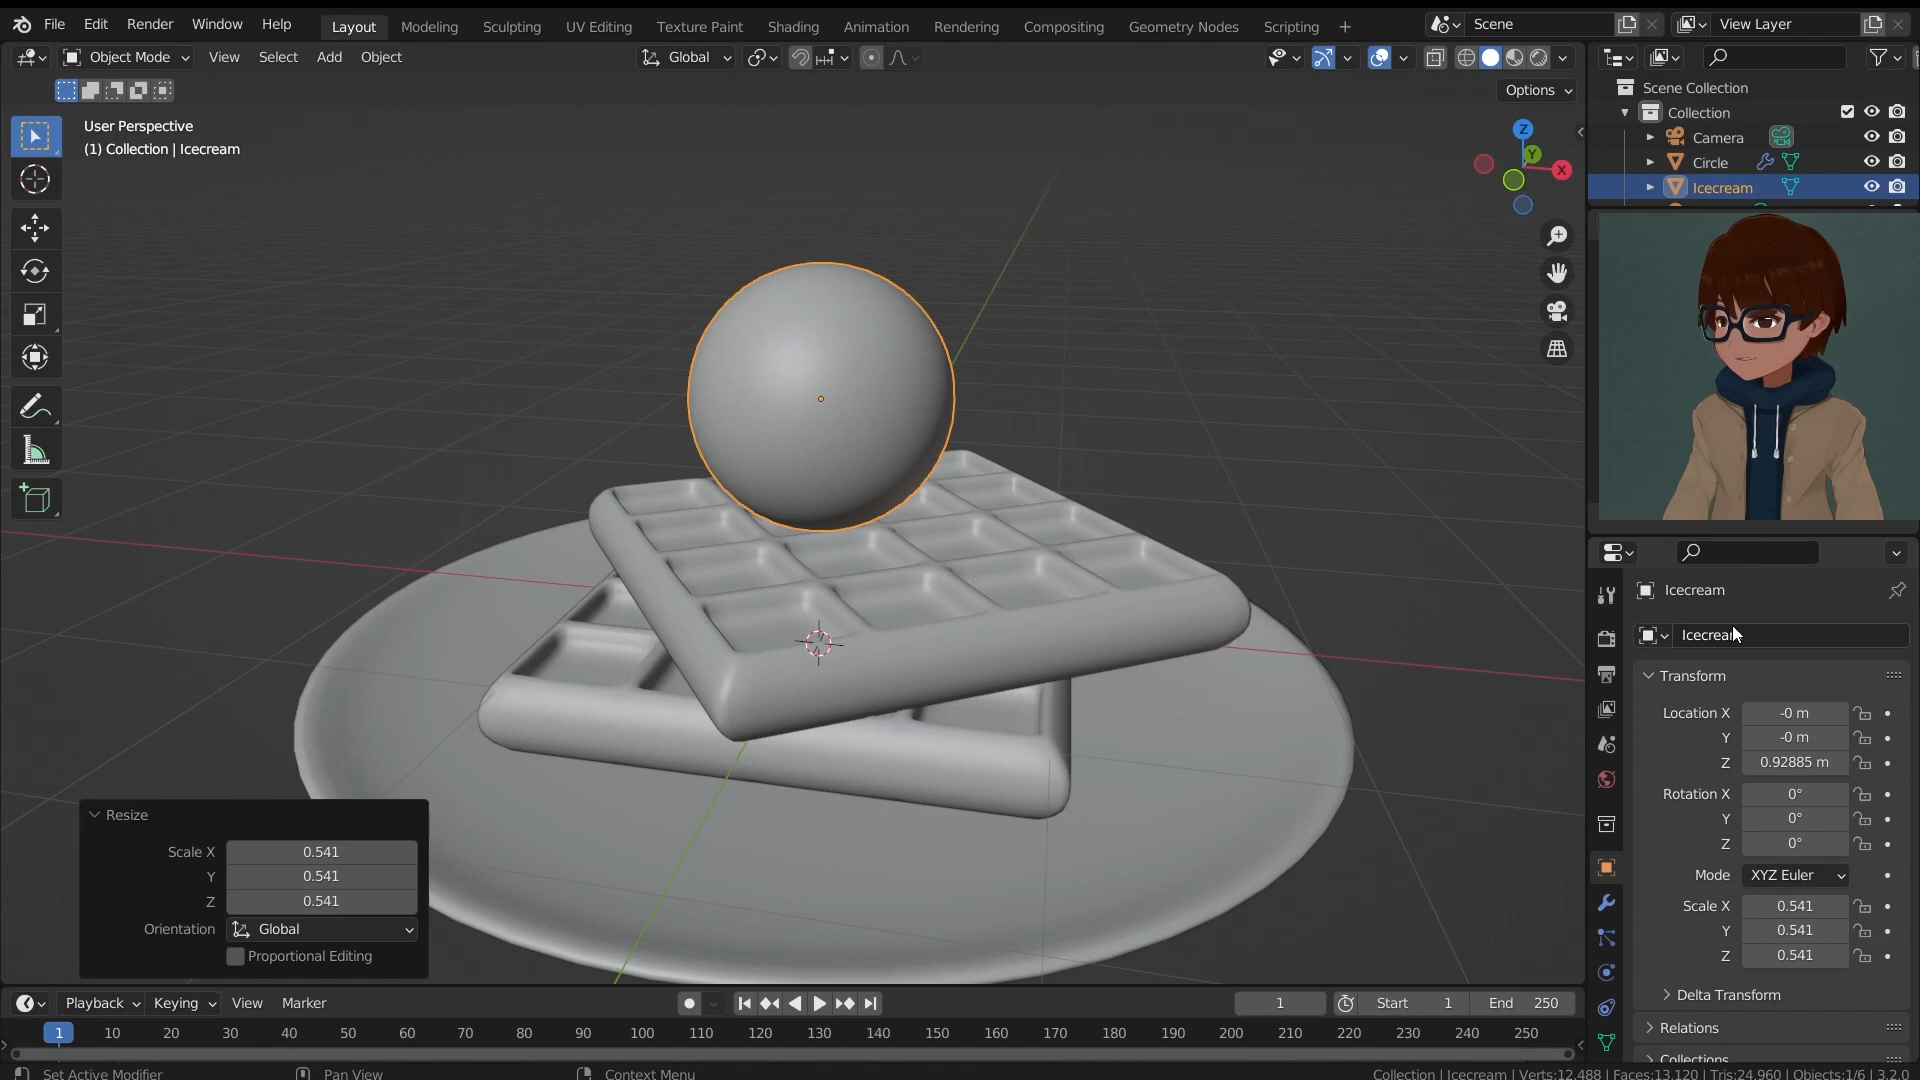 File Edit Render Window Help Layout Modeling Sculpting UV Editing Texture Paint Shading Animation Rendering Compositing Geometry Nodes Scripting + Scene View Layer
Object Mode View Select Add Object Global
Options
User Perspective
(1) Collection | Icecream
Z
Y
X
Scene Collection
Collection
Camera
Circle
Icecream
Icecream
Icecream
Transform
Location X -0 m
Y -0 m
Z 0.92885 m
Rotation X 0°
Y 0°
Z 0°
Mode XYZ Euler
Scale X 0.541
Y 0.541
Z 0.541
Delta Transform
Relations
Collections
Resize
Scale X 0.541
Y 0.541
Z 0.541
Orientation Global
Proportional Editing
Playback Keying View Marker 1 Start 1 End 250
1 10 20 30 40 50 60 70 80 90 100 110 120 130 140 150 160 170 180 190 200 210 220 230 240 250
Set Active Modifier Pan View Context Menu Collection | Icecream | Verts:12,488 | Faces:13,120 | Tris:24,960 | Objects:1/6 | 3.2.0